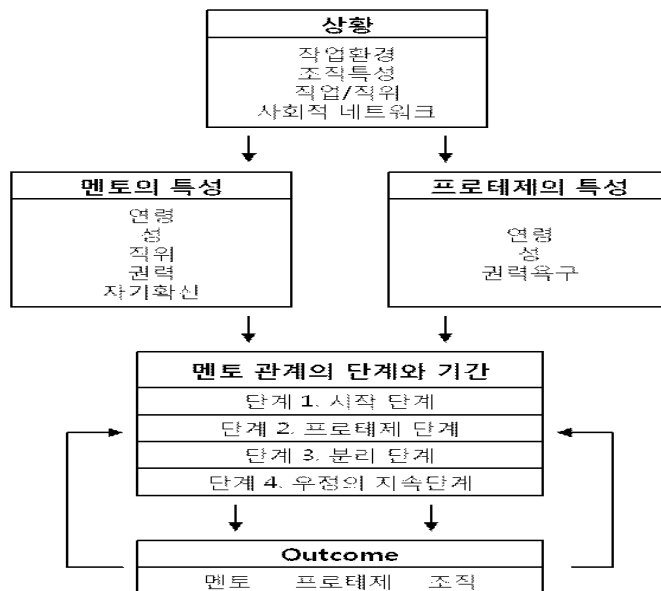 상황
작업환경
조직특성
직업/직위
사회적 네트워크
멘토의 특성
연령
성
직위
권력
자기확신
프로테제의 특성
연령
성
권력욕구
멘토 관계의 단계와 기간
단계 1. 시작 단계
단계 2. 프로테제 단계
단계 3. 분리 단계
단계 4. 우정의 지속단계
Outcome
멘토 프로테제 조직